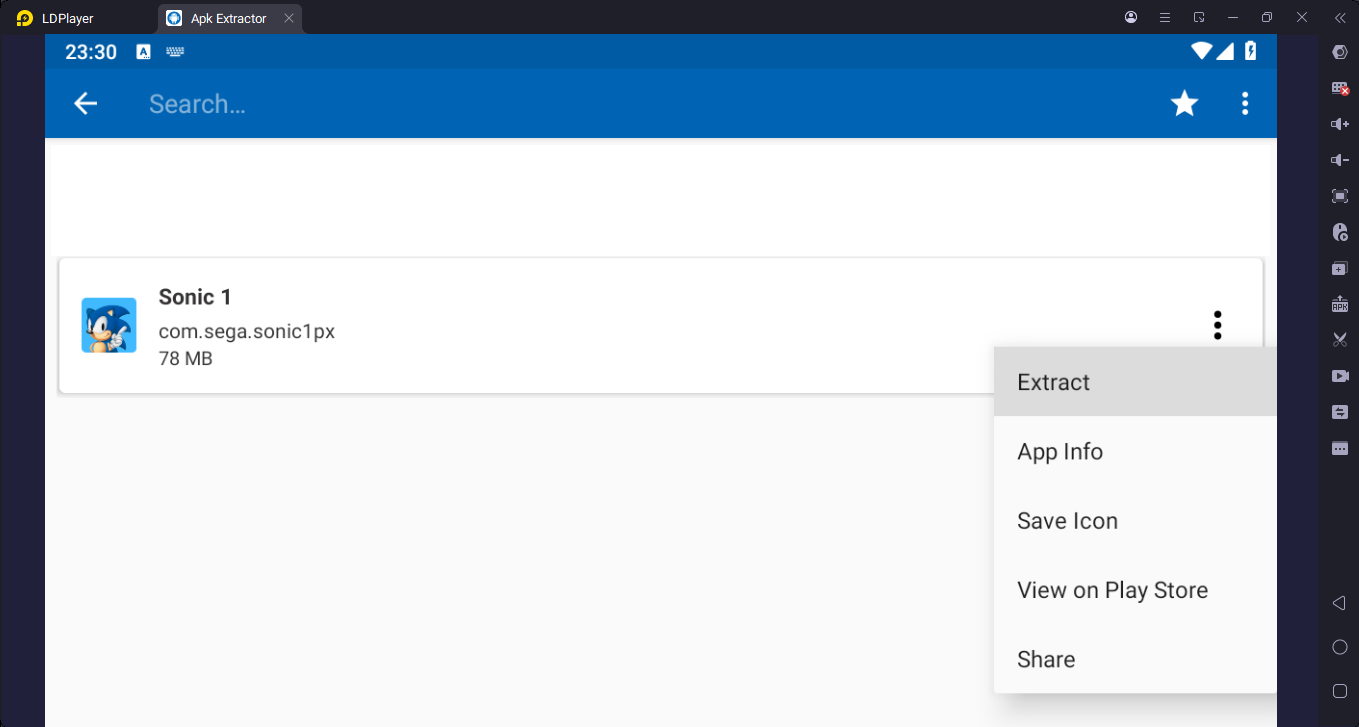 LDPlayer
Apk Extractor
23:30
A
Search...
Sonic 1
com.sega.sonic1px
78 MB
Extract
App Info
Save Icon
View on Play Store
Share
APK